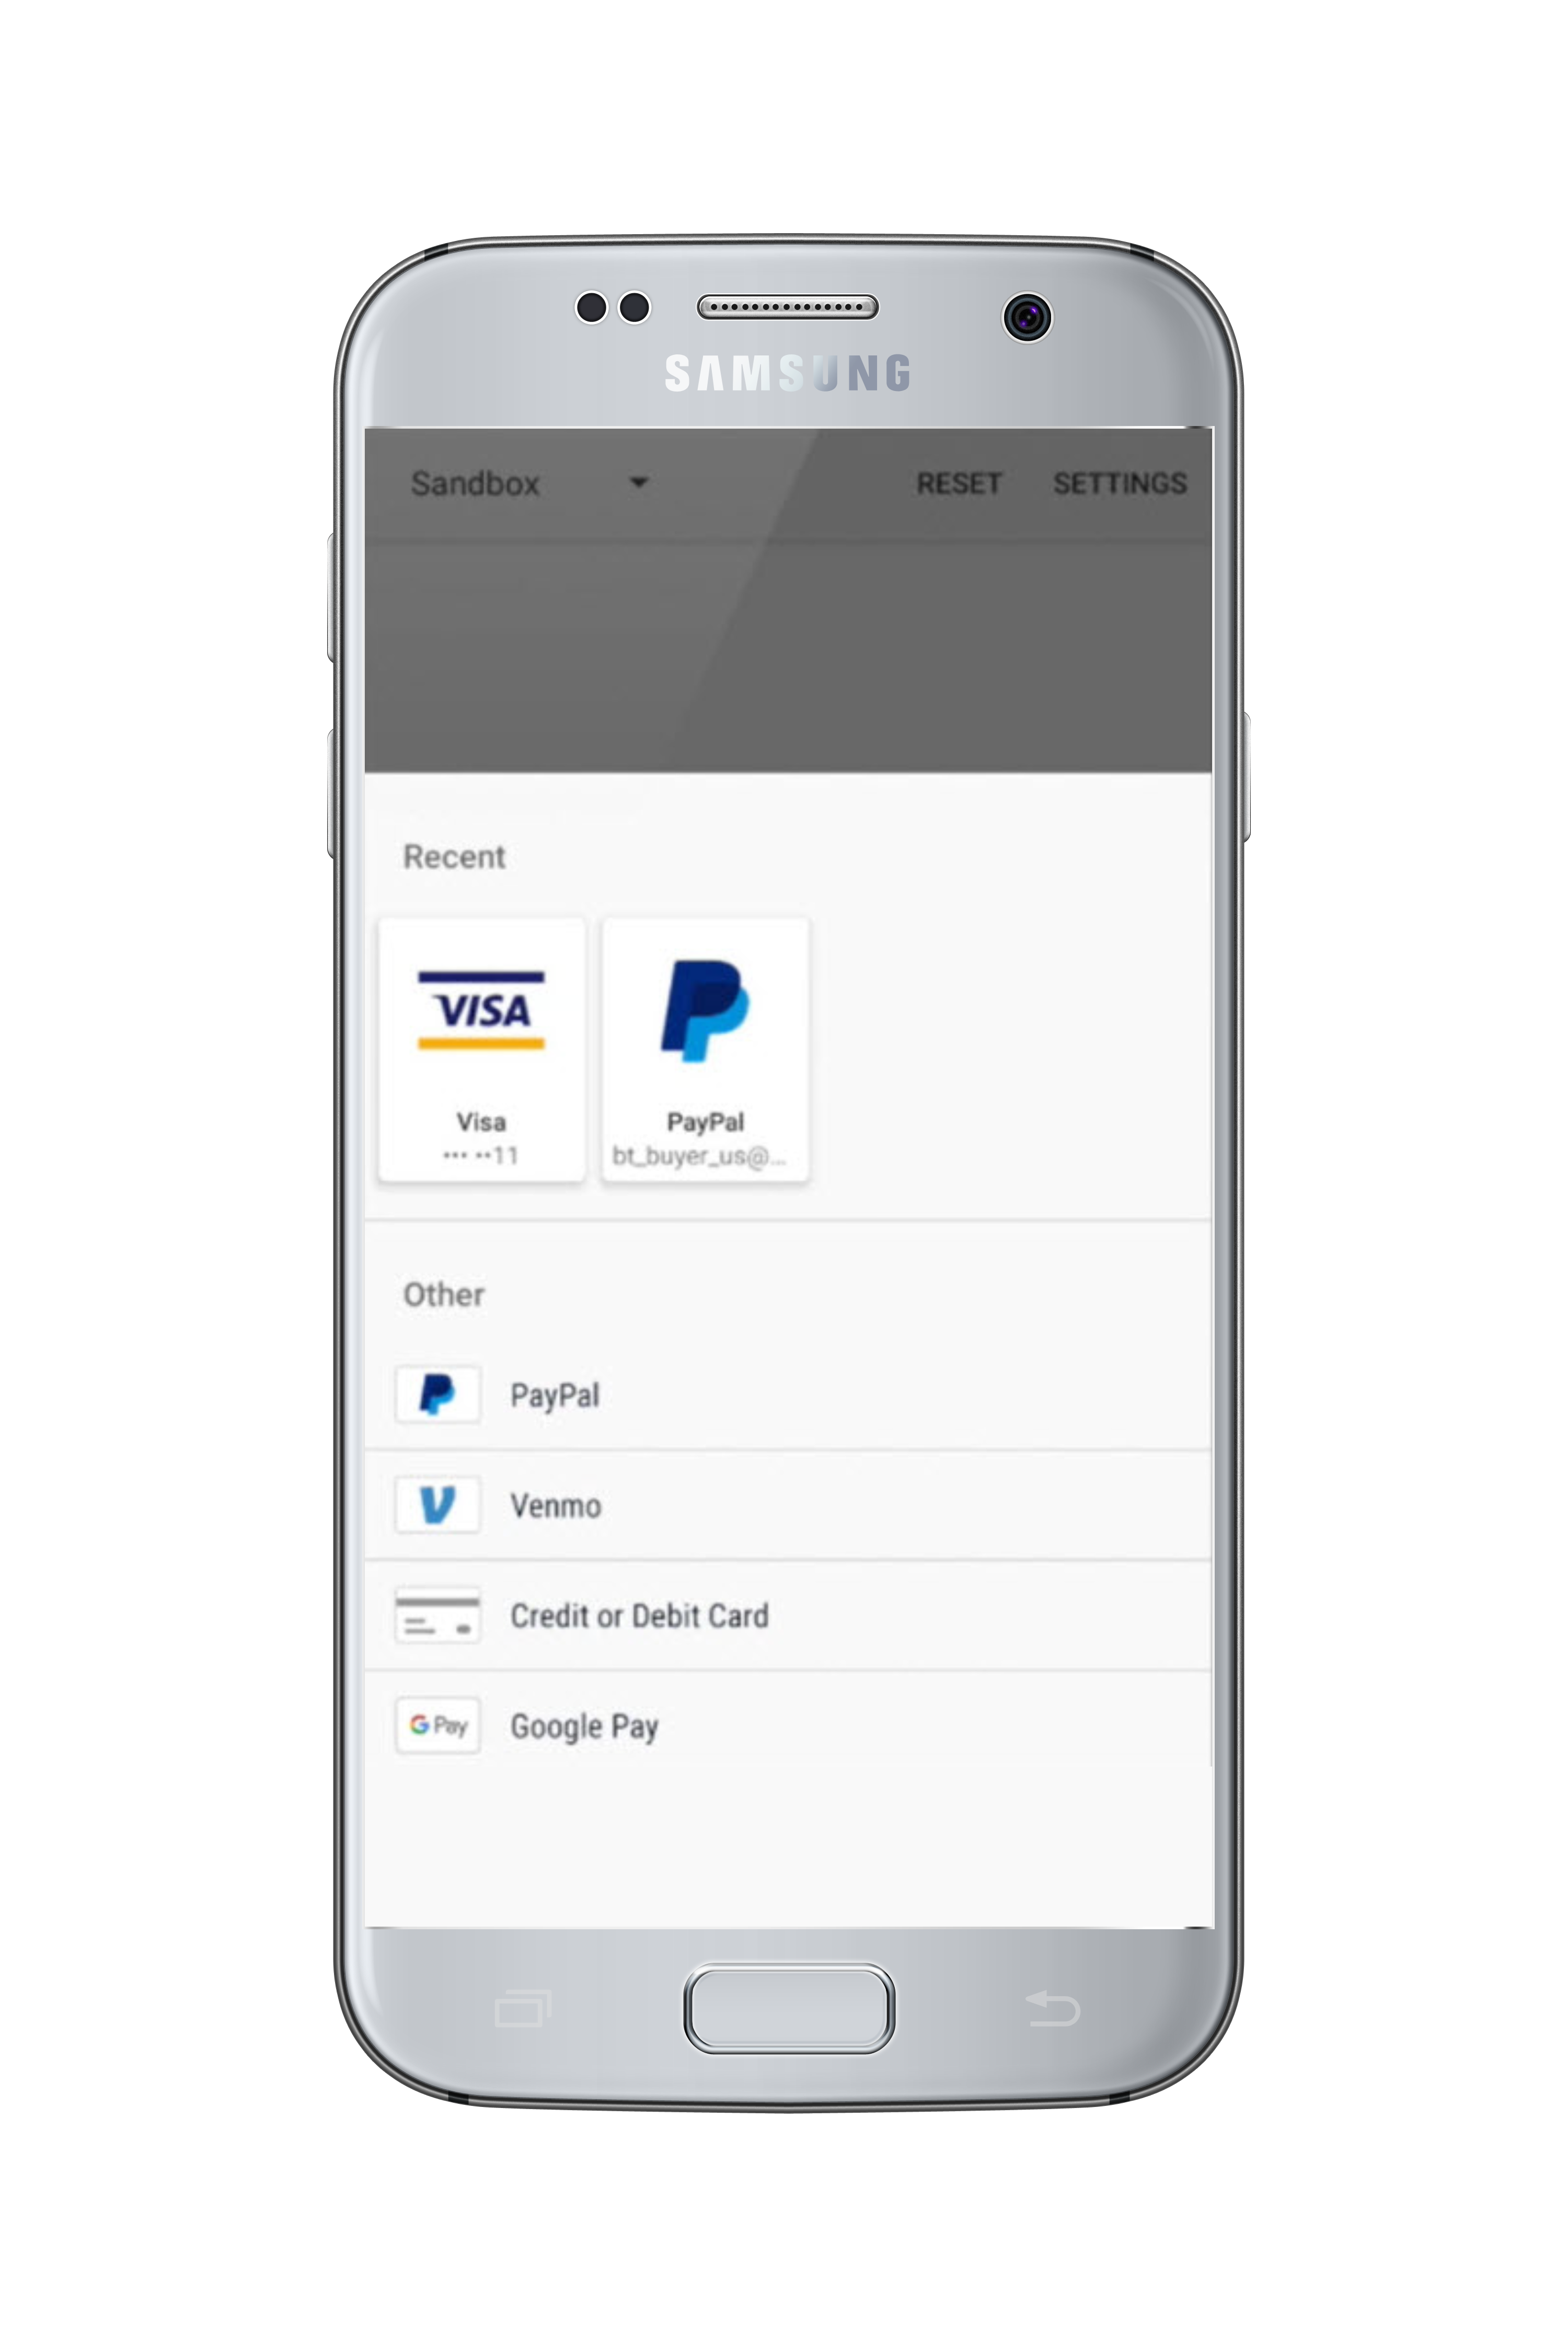 SAMSUNG
Sandbox RESET SETTINGS
Recent
VISA
Visa
••• ••11
PayPal
bt_buyer_us@...
Other
PayPal
Venmo
Credit or Debit Card
G Pay Google Pay